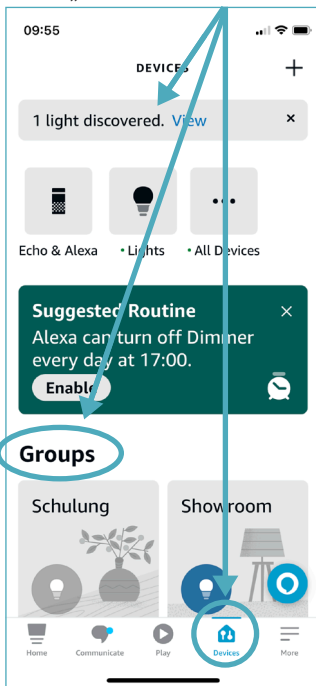 09:55
DEVICES
1 light discovered. View ×
Echo & Alexa
• Lights
• All Devices
Suggested Routine
Alexa can turn off Dimmer
every day at 17:00.
Enable
Groups
Schulung
Showroom
Home
Communicate
Play
Devices
More